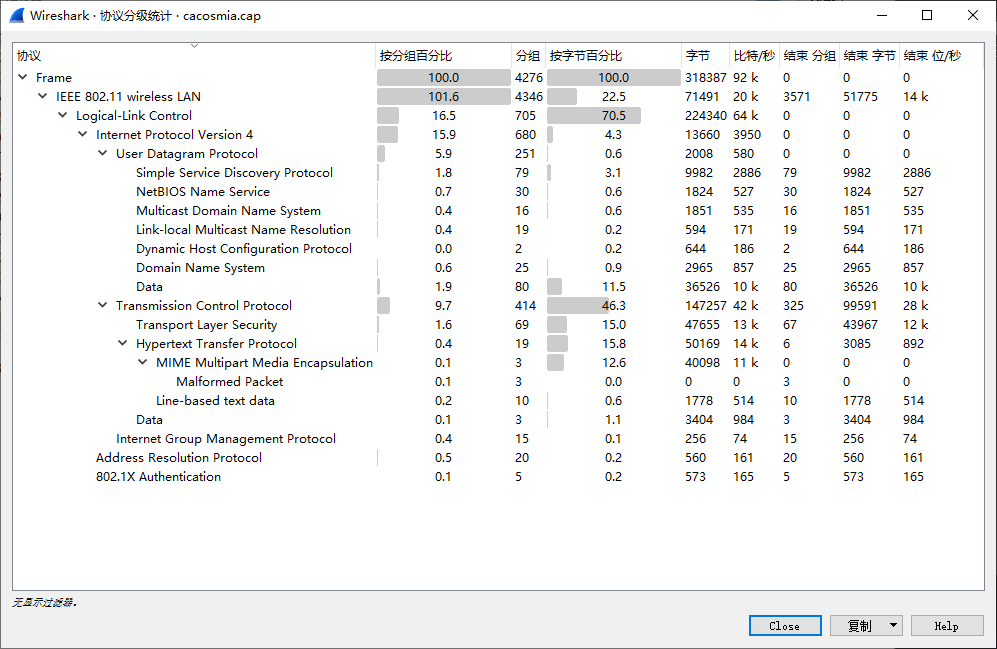 Wireshark · 协议分级统计 · cacosmia.cap
协议 按分组百分比 分组 按字节百分比 字节 比特/秒 结束 分组 结束 字节 结束 位/秒
Frame 100.0 4276 100.0 318387 92 k 0 0 0
IEEE 802.11 wireless LAN 101.6 4346 22.5 71491 20 k 3571 51775 14 k
Logical-Link Control 16.5 705 70.5 224340 64 k 0 0 0
Internet Protocol Version 4 15.9 680 4.3 13660 3950 0 0 0
User Datagram Protocol 5.9 251 0.6 2008 580 0 0 0
Simple Service Discovery Protocol 1.8 79 3.1 9982 2886 79 9982 2886
NetBIOS Name Service 0.7 30 0.6 1824 527 30 1824 527
Multicast Domain Name System 0.4 16 0.6 1851 535 16 1851 535
Link-local Multicast Name Resolution 0.4 19 0.2 594 171 19 594 171
Dynamic Host Configuration Protocol 0.0 2 0.2 644 186 2 644 186
Domain Name System 0.6 25 0.9 2965 857 25 2965 857
Data 1.9 80 11.5 36526 10 k 80 36526 10 k
Transmission Control Protocol 9.7 414 46.3 147257 42 k 325 99591 28 k
Transport Layer Security 1.6 69 15.0 47655 13 k 67 43967 12 k
Hypertext Transfer Protocol 0.4 19 15.8 50169 14 k 6 3085 892
MIME Multipart Media Encapsulation 0.1 3 12.6 40098 11 k 0 0 0
Malformed Packet 0.1 3 0.0 0 0 3 0 0
Line-based text data 0.2 10 0.6 1778 514 10 1778 514
Data 0.1 3 1.1 3404 984 3 3404 984
Internet Group Management Protocol 0.4 15 0.1 256 74 15 256 74
Address Resolution Protocol 0.5 20 0.2 560 161 20 560 161
802.1X Authentication 0.1 5 0.2 573 165 5 573 165
无显示过滤器。
Close 复制 Help